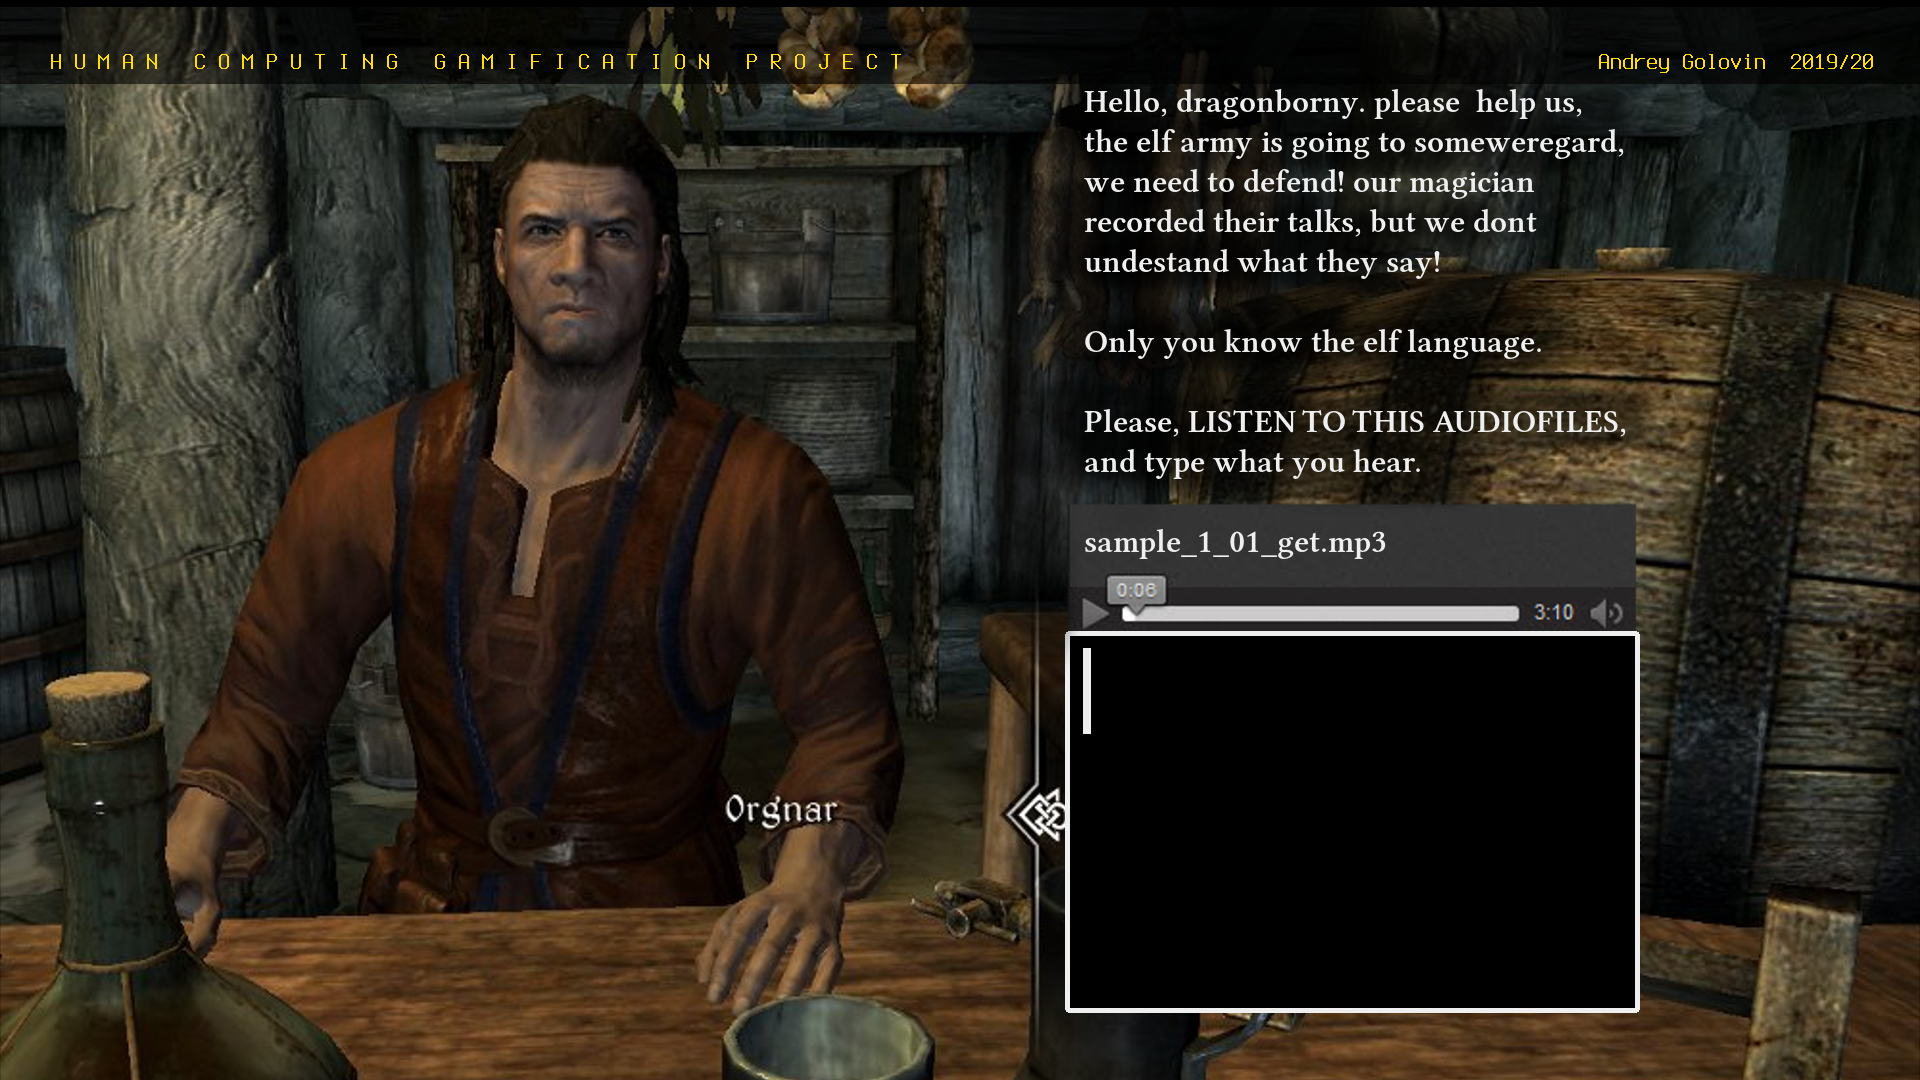 HUMAN COMPUTING GAMIFICATION PROJECT
Andrey Golovin 2019/20
Hello, dragonborny. please  help us,
the elf army is going to someweregard,
we need to defend! our magician
recorded their talks, but we dont
undestand what they say!
Only you know the elf language.
Please, LISTEN TO THIS AUDIOFILES,
and type what you hear.
sample_1_01_get.mp3
0:06
3:10
Orgnar